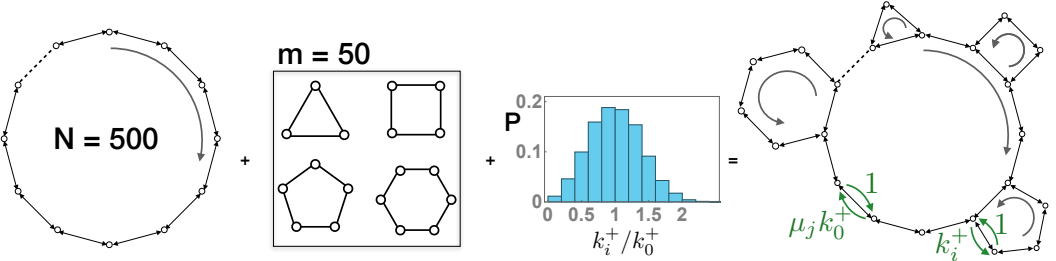 N = 500
+
m = 50
+
P
0.2
0.1
0
0 0.5 1 1.5 2
k_i^+/k_0^+
=
1
μ_j k_0^+
k_i^+
1